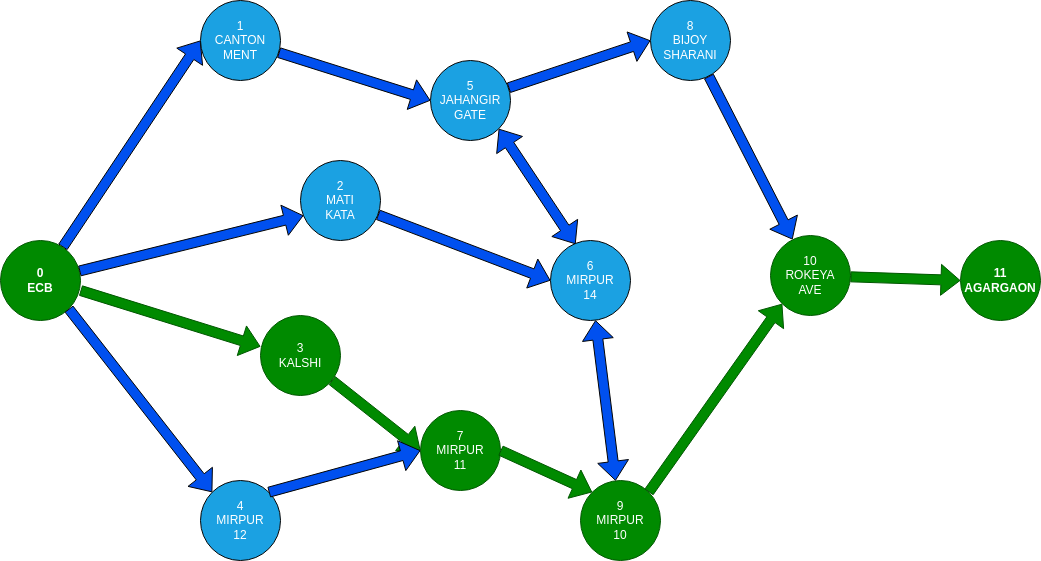 1
CANTON
MENT
8
BIJOY
SHARANI
5
JAHANGIR
GATE
2
MATI
KATA
0
ECB
6
MIRPUR
14
10
ROKEYA
AVE
11
AGARGAON
3
KALSHI
7
MIRPUR
11
4
MIRPUR
12
9
MIRPUR
10